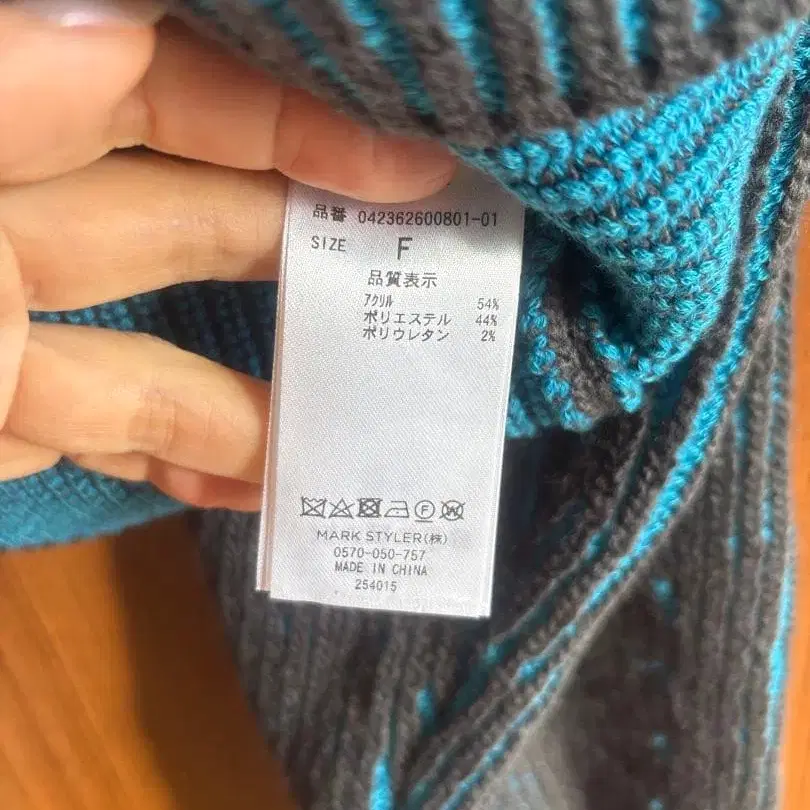 品番 042362600801-01
SIZE F
品質表示
アクリル 54%
ポリエステル 44%
ポリウレタン 2%
MARK STYLER(株)
0570-050-757
MADE IN CHINA
254015